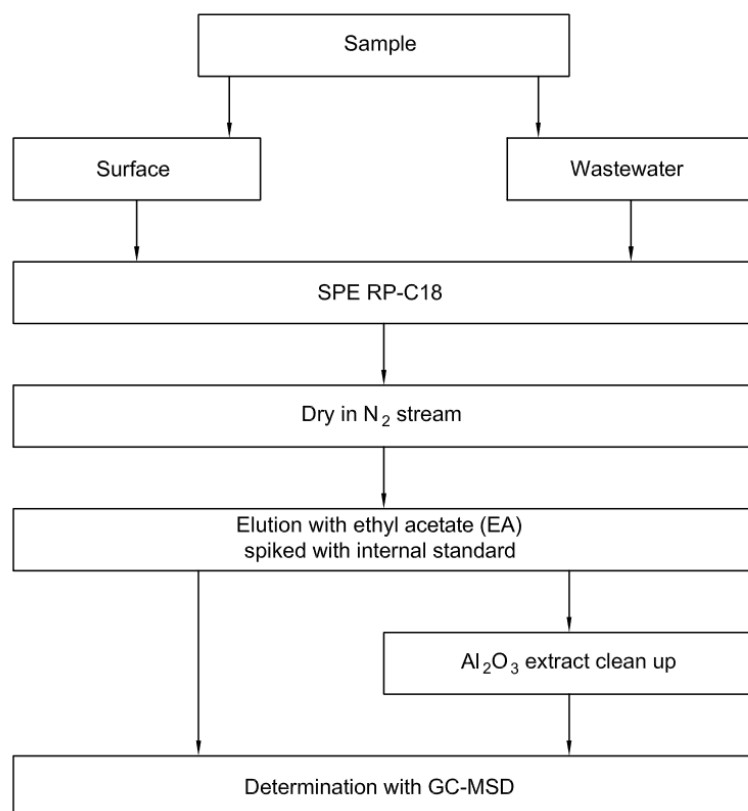 Sample
Surface
Wastewater
SPE RP-C18
Dry in N₂ stream
Elution with ethyl acetate (EA)
spiked with internal standard
Al₂O₃ extract clean up
Determination with GC-MSD